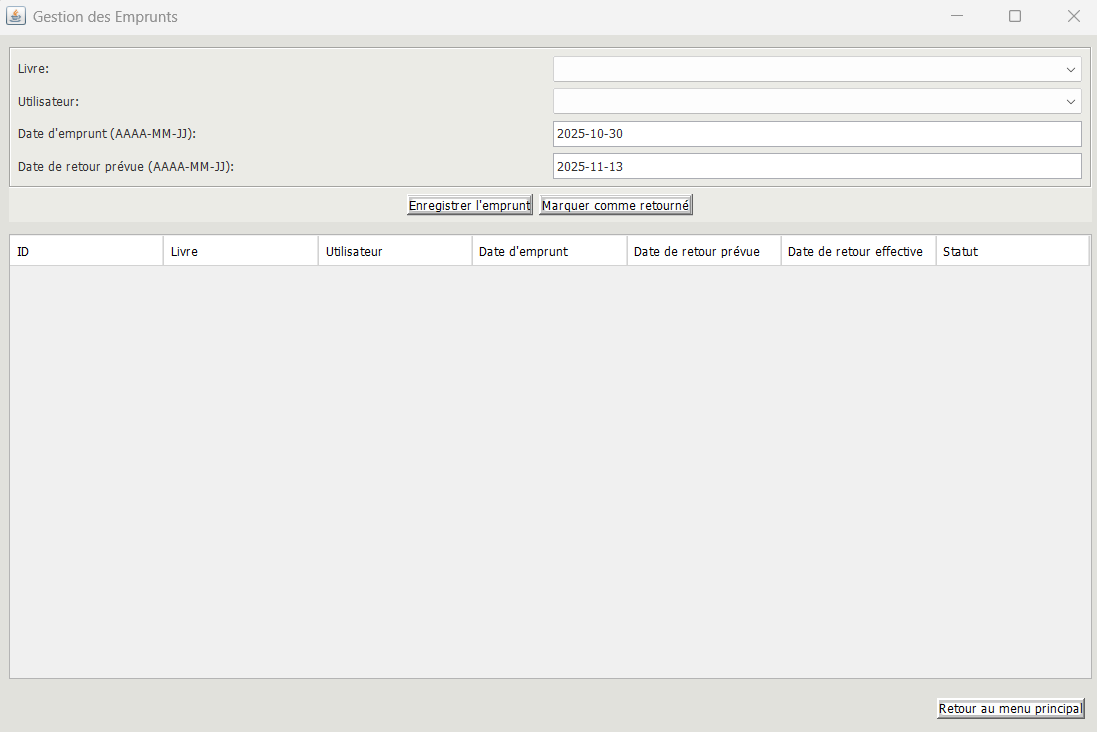 Gestion des Emprunts
Livre:
Utilisateur:
Date d'emprunt (AAAA-MM-JJ): 2025-10-30
Date de retour prévue (AAAA-MM-JJ): 2025-11-13
Enregistrer l'emprunt Marquer comme retourné
ID Livre Utilisateur Date d'emprunt Date de retour prévue Date de retour effective Statut
Retour au menu principal